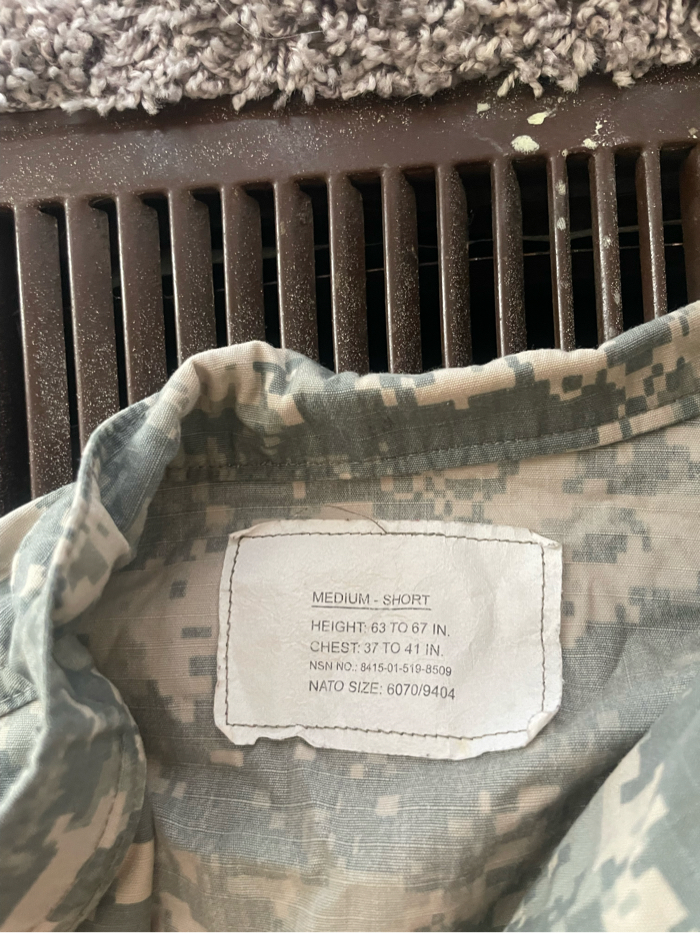 MEDIUM - SHORT
HEIGHT: 63 TO 67 IN.
CHEST: 37 TO 41 IN.
NSN NO.: 8415-01-519-8509
NATO SIZE: 6070/9404